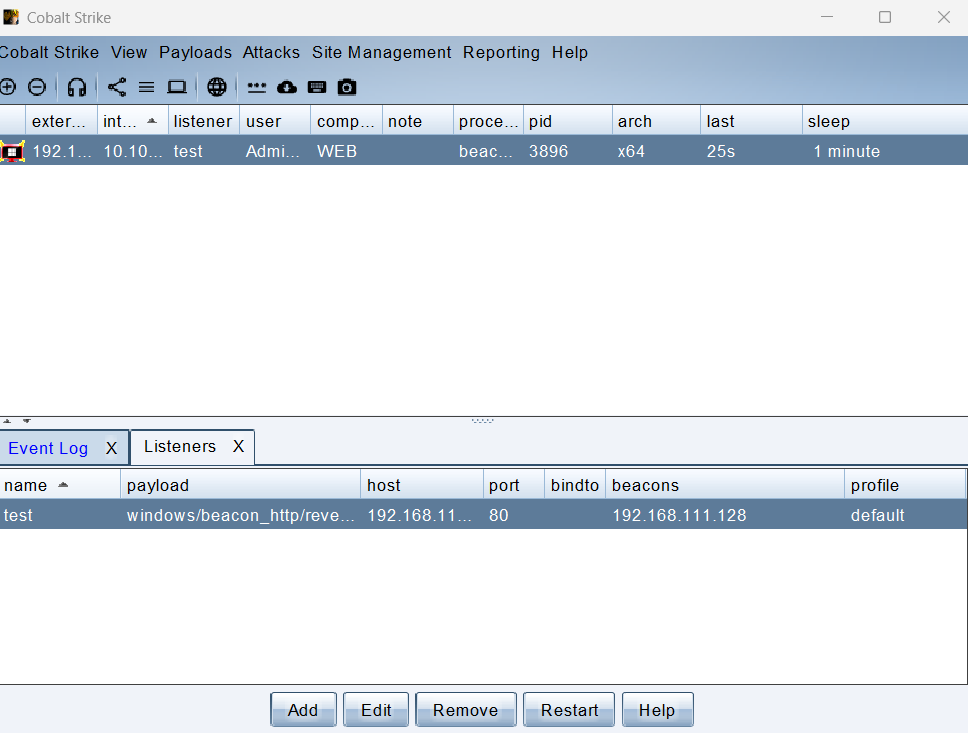 Cobalt Strike
Cobalt Strike View Payloads Attacks Site Management Reporting Help
exter... int... listener user comp... note proce... pid arch last sleep
192.1... 10.10... test Admi... WEB beac... 3896 x64 25s 1 minute
Event Log X Listeners X
name payload host port bindto beacons profile
test windows/beacon_http/reve... 192.168.11... 80 192.168.111.128 default
Add Edit Remove Restart Help